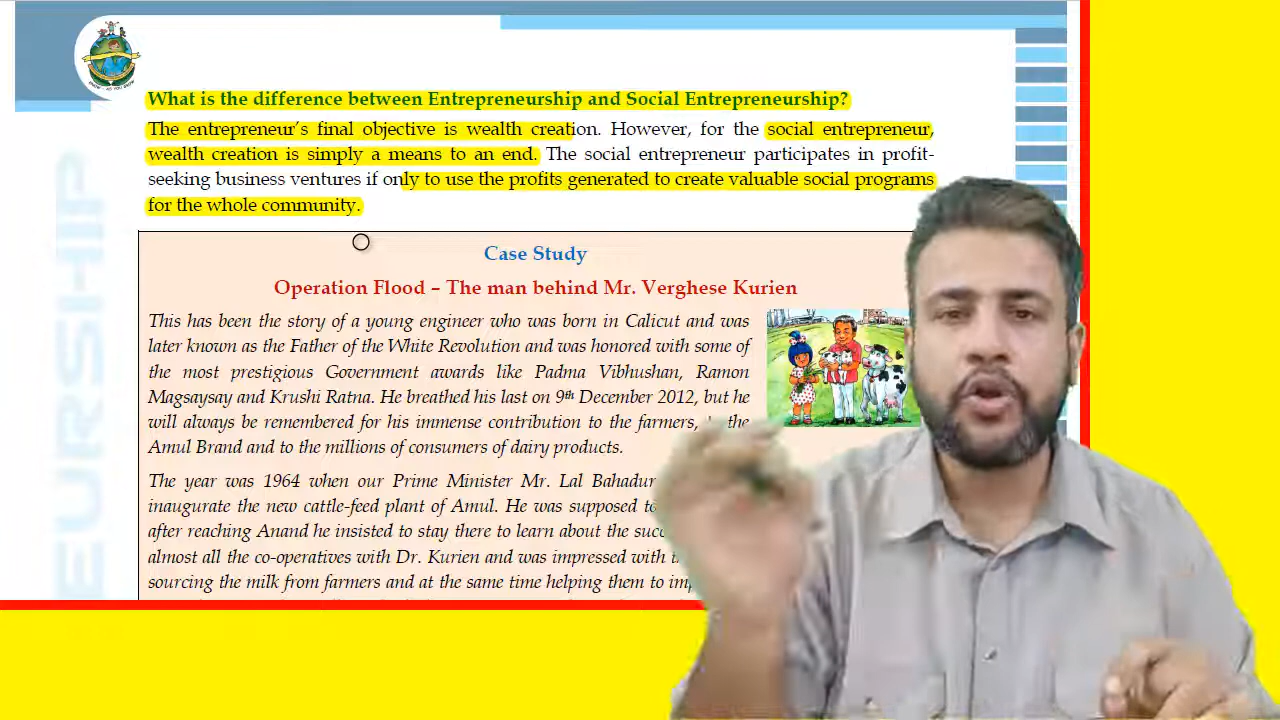 What is the difference between Entrepreneurship and Social Entrepreneurship?
The entrepreneur's final objective is wealth creation. However, for the social entrepreneur,
wealth creation is simply a means to an end. The social entrepreneur participates in profit-
seeking business ventures if only to use the profits generated to create valuable social programs
for the whole community.
Case Study
Operation Flood – The man behind Mr. Verghese Kurien
This has been the story of a young engineer who was born in Calicut and was
later known as the Father of the White Revolution and was honored with some of
the most prestigious Government awards like Padma Vibhushan, Ramon
Magsaysay and Krushi Ratna. He breathed his last on 9th December 2012, but he
will always be remembered for his immense contribution to the farmers, the
Amul Brand and to the millions of consumers of dairy products.
The year was 1964 when our Prime Minister Mr. Lal Bahadur
inaugurate the new cattle-feed plant of Amul. He was supposed
after reaching Anand he insisted to stay there to learn about the
almost all the co-operatives with Dr. Kurien and was impressed with
sourcing the milk from farmers and at the same time helping them to
EURSHIP